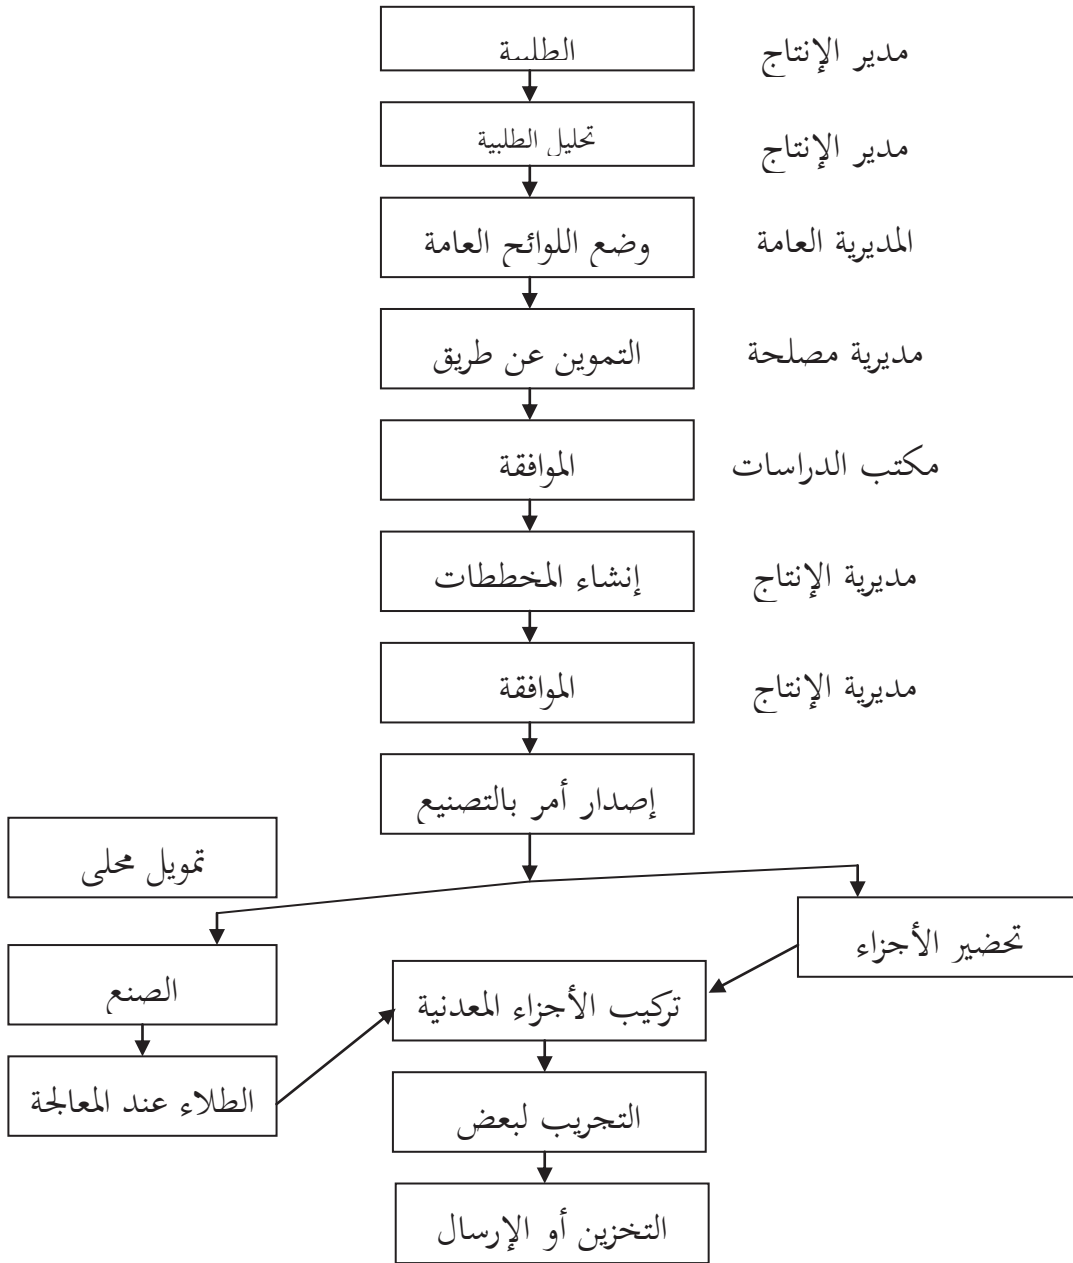 الطلبية
مدير الإنتاج
تحليل الطلبية
مدير الإنتاج
وضع اللوائح العامة
المديرية العامة
التموين عن طريق
مديرية مصلحة
الموافقة
مكتب الدراسات
إنشاء المخططات
مديرية الإنتاج
الموافقة
مديرية الإنتاج
إصدار أمر بالتصنيع
تمويل محلى
تحضير الأجزاء
الصنع
تركيب الأجزاء المعدنية
الطلاء عند المعالجة
التجريب لبعض
التخزين أو الإرسال